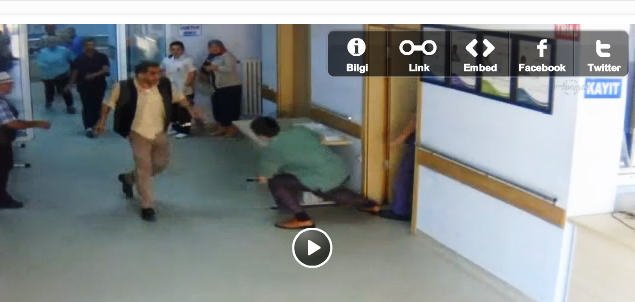 Bilgi
Link
Embed
Facebook
Twitter
KAYIT